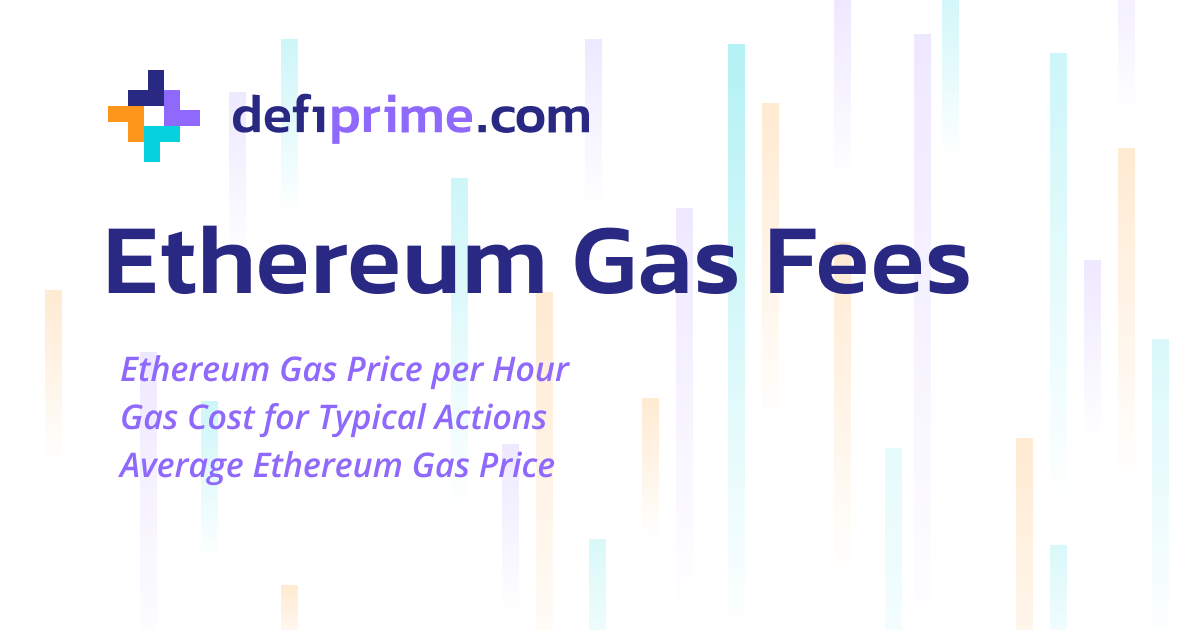 defiprime.com
Ethereum Gas Fees
Ethereum Gas Price per Hour
Gas Cost for Typical Actions
Average Ethereum Gas Price